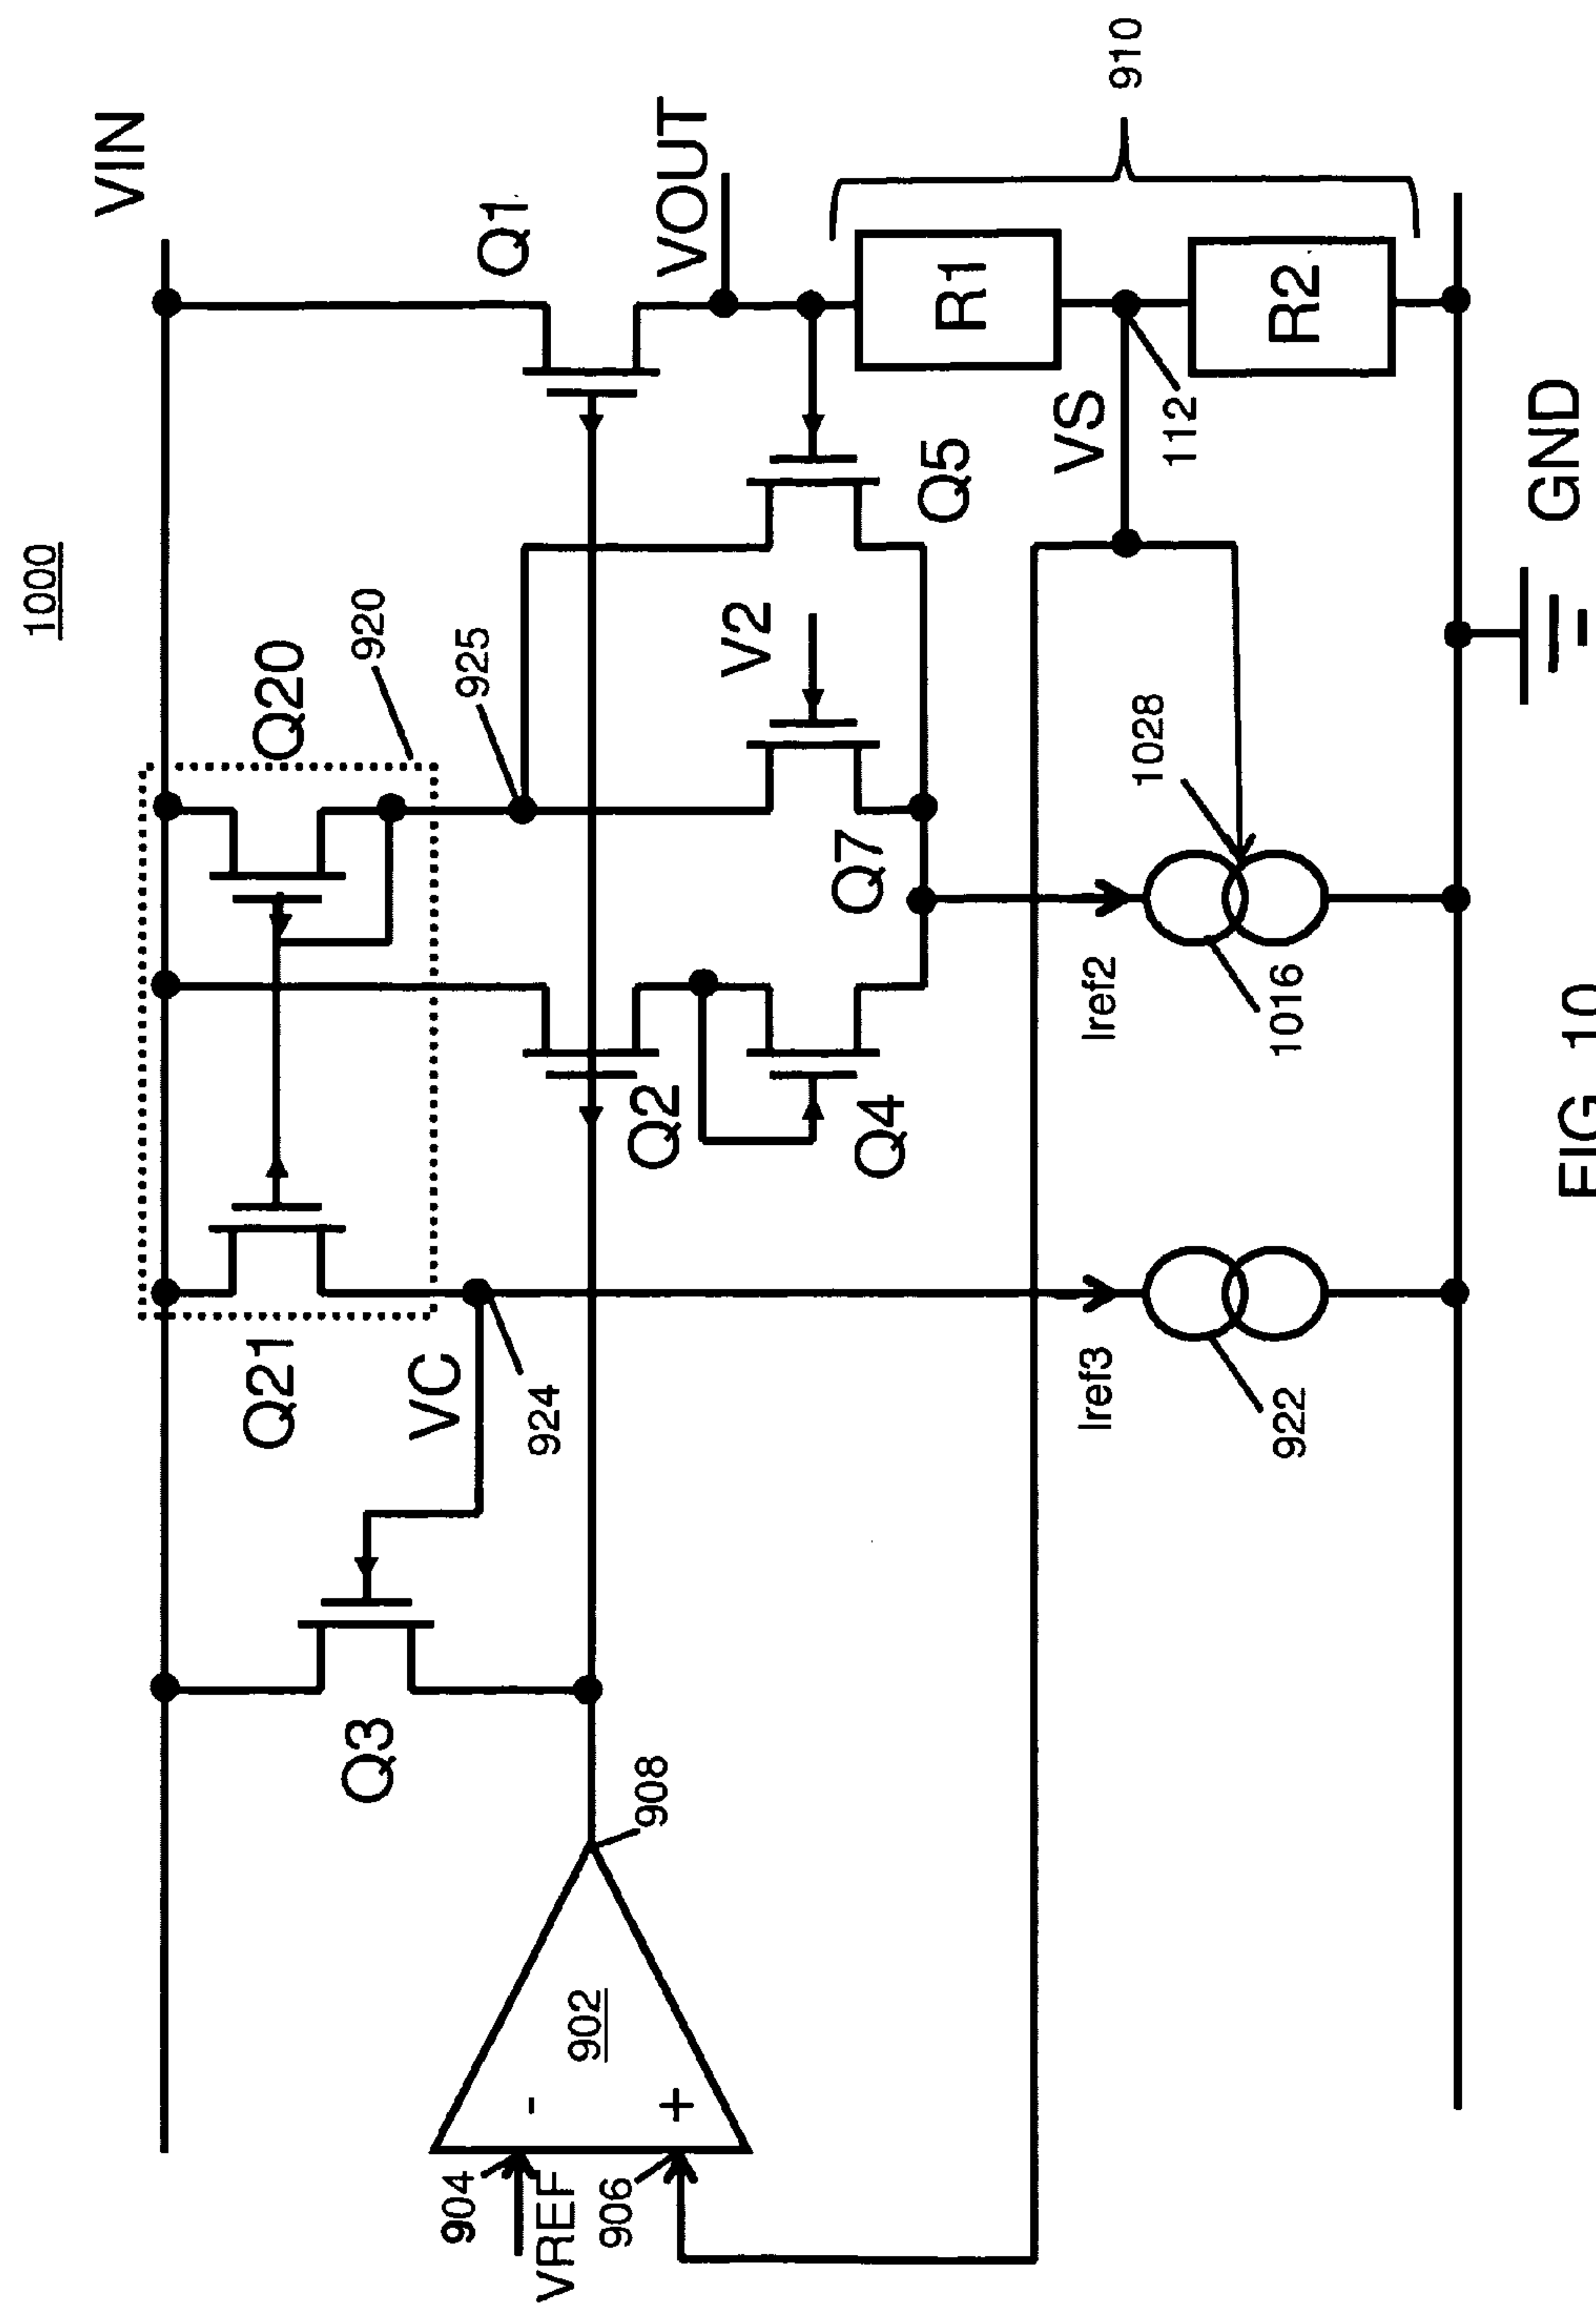 1000
VIN
Q20
920
Q1
925
VOUT
Q21
V2
VC
Q5
910
R1
924
Q7
Q3
Q2
VS
Q4
112
R2
1028
Iref2
Iref3
1016
922
GND
908
902
-
+
904
VREF
906
FIG. 10